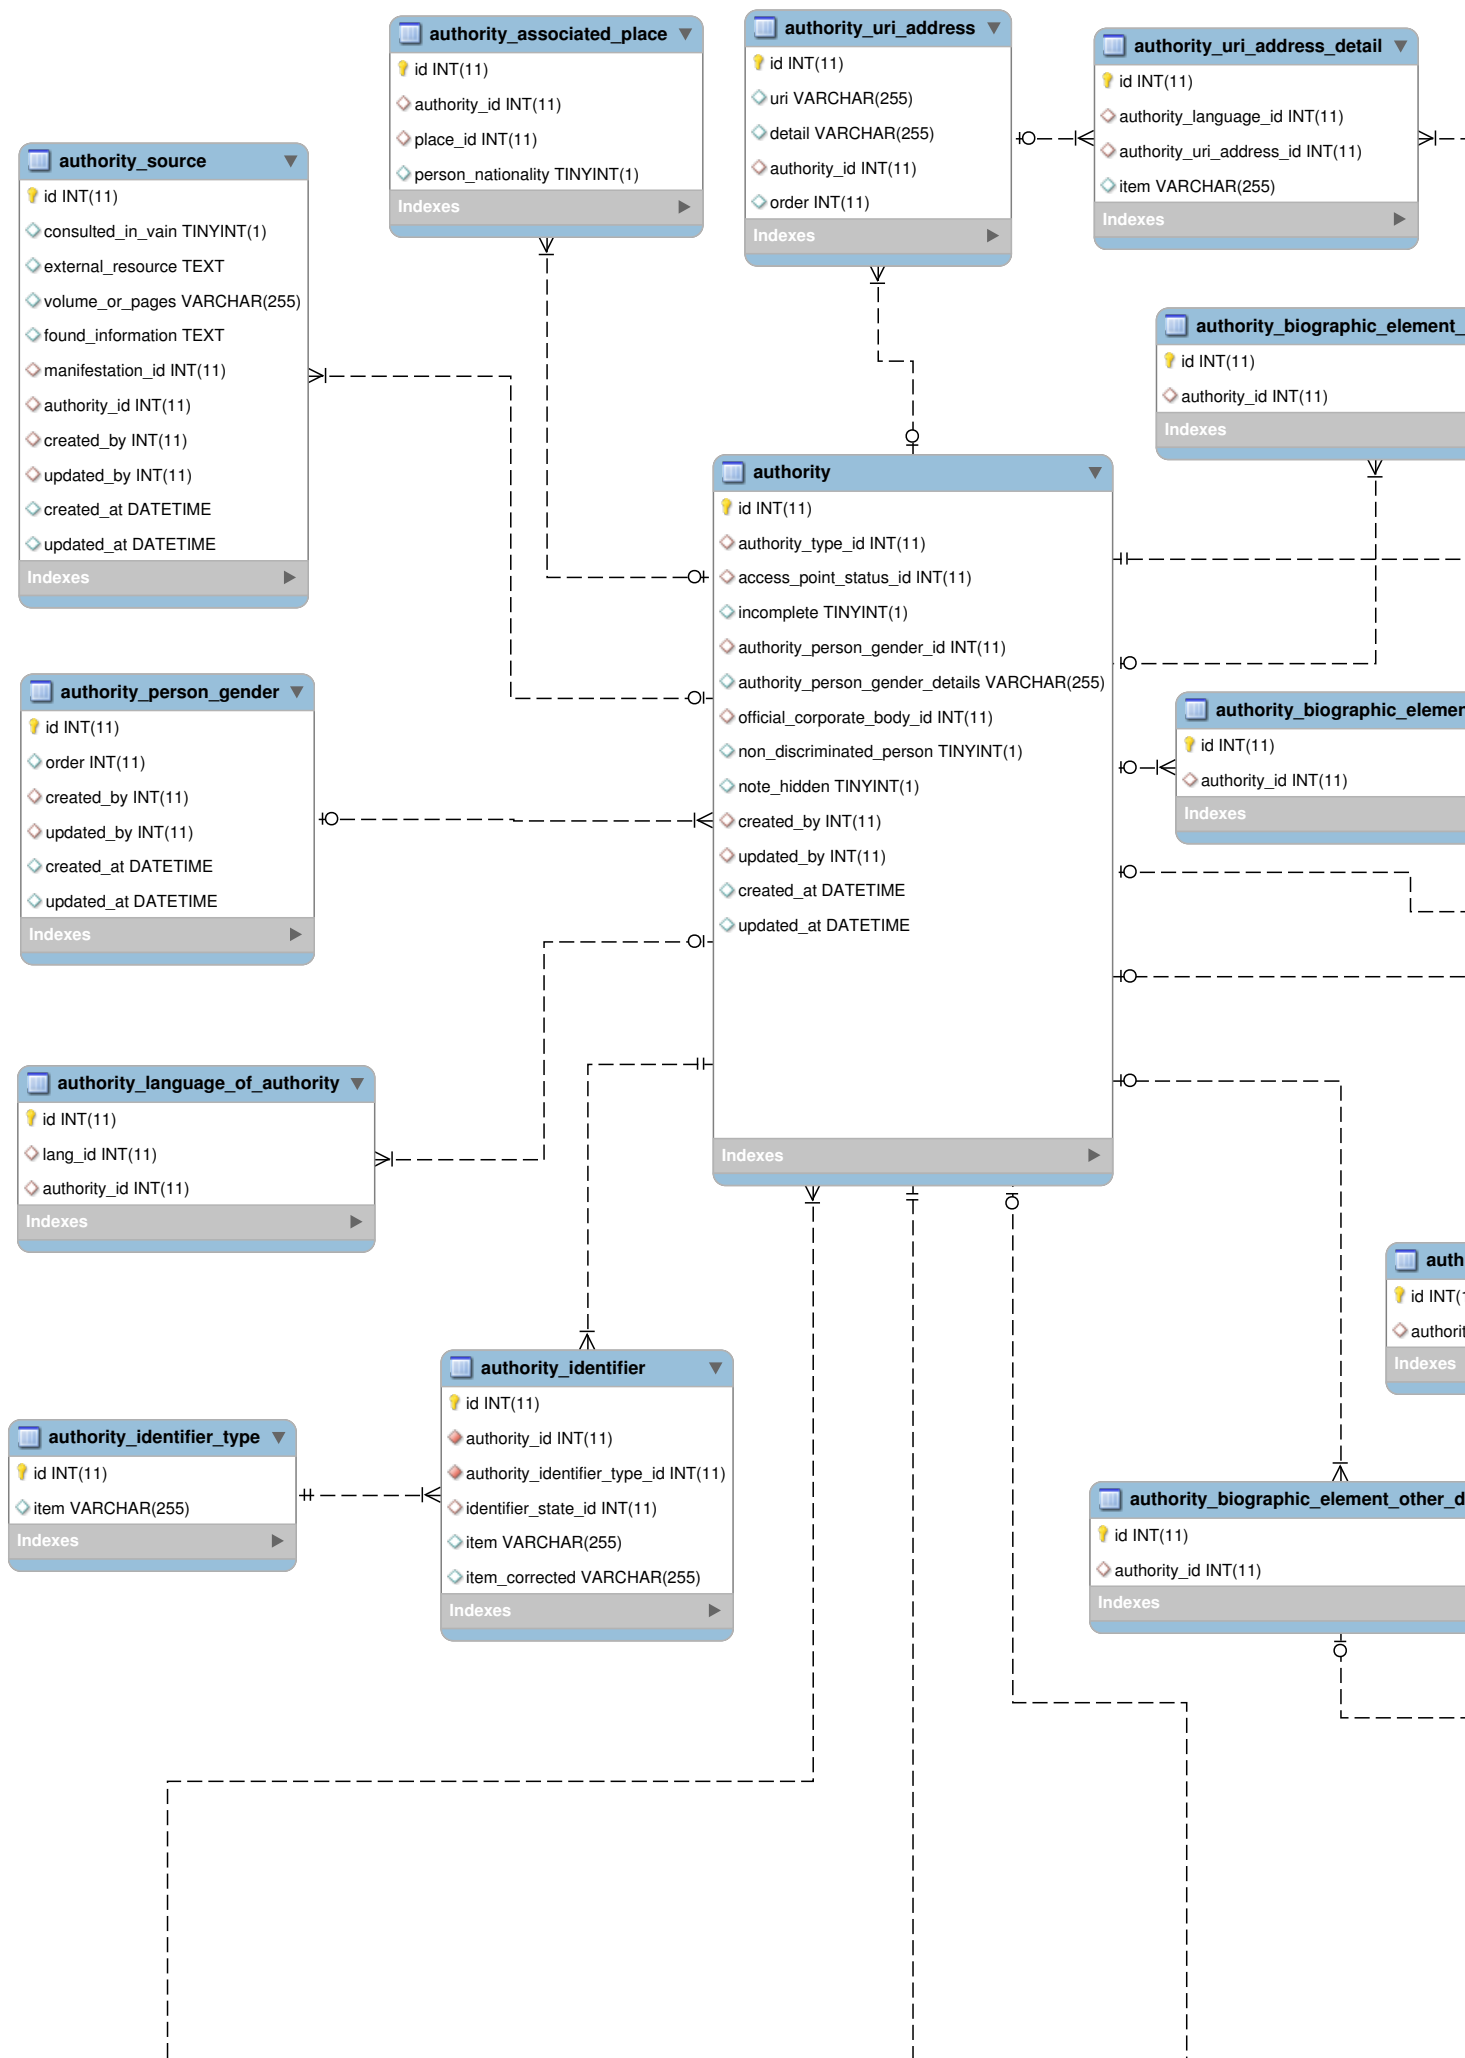 authority_associated_place
id INT(11)
authority_id INT(11)
place_id INT(11)
person_nationality TINYINT(1)
Indexes
authority_uri_address
id INT(11)
uri VARCHAR(255)
detail VARCHAR(255)
authority_id INT(11)
order INT(11)
Indexes
authority_uri_address_detail
id INT(11)
authority_language_id INT(11)
authority_uri_address_id INT(11)
item VARCHAR(255)
Indexes
authority_source
id INT(11)
consulted_in_vain TINYINT(1)
external_resource TEXT
volume_or_pages VARCHAR(255)
found_information TEXT
manifestation_id INT(11)
authority_id INT(11)
created_by INT(11)
updated_by INT(11)
created_at DATETIME
updated_at DATETIME
Indexes
authority_biographic_element_
id INT(11)
authority_id INT(11)
Indexes
authority
id INT(11)
authority_type_id INT(11)
access_point_status_id INT(11)
incomplete TINYINT(1)
authority_person_gender_id INT(11)
authority_person_gender_details VARCHAR(255)
official_corporate_body_id INT(11)
non_discriminated_person TINYINT(1)
note_hidden TINYINT(1)
created_by INT(11)
updated_by INT(11)
created_at DATETIME
updated_at DATETIME
Indexes
authority_person_gender
id INT(11)
order INT(11)
created_by INT(11)
updated_by INT(11)
created_at DATETIME
updated_at DATETIME
Indexes
authority_biographic_elemen
id INT(11)
authority_id INT(11)
Indexes
authority_language_of_authority
id INT(11)
lang_id INT(11)
authority_id INT(11)
Indexes
auth
id INT(1
authorit
Indexes
authority_identifier
id INT(11)
authority_id INT(11)
authority_identifier_type_id INT(11)
identifier_state_id INT(11)
item VARCHAR(255)
item_corrected VARCHAR(255)
Indexes
authority_identifier_type
id INT(11)
item VARCHAR(255)
Indexes
authority_biographic_element_other_d
id INT(11)
authority_id INT(11)
Indexes